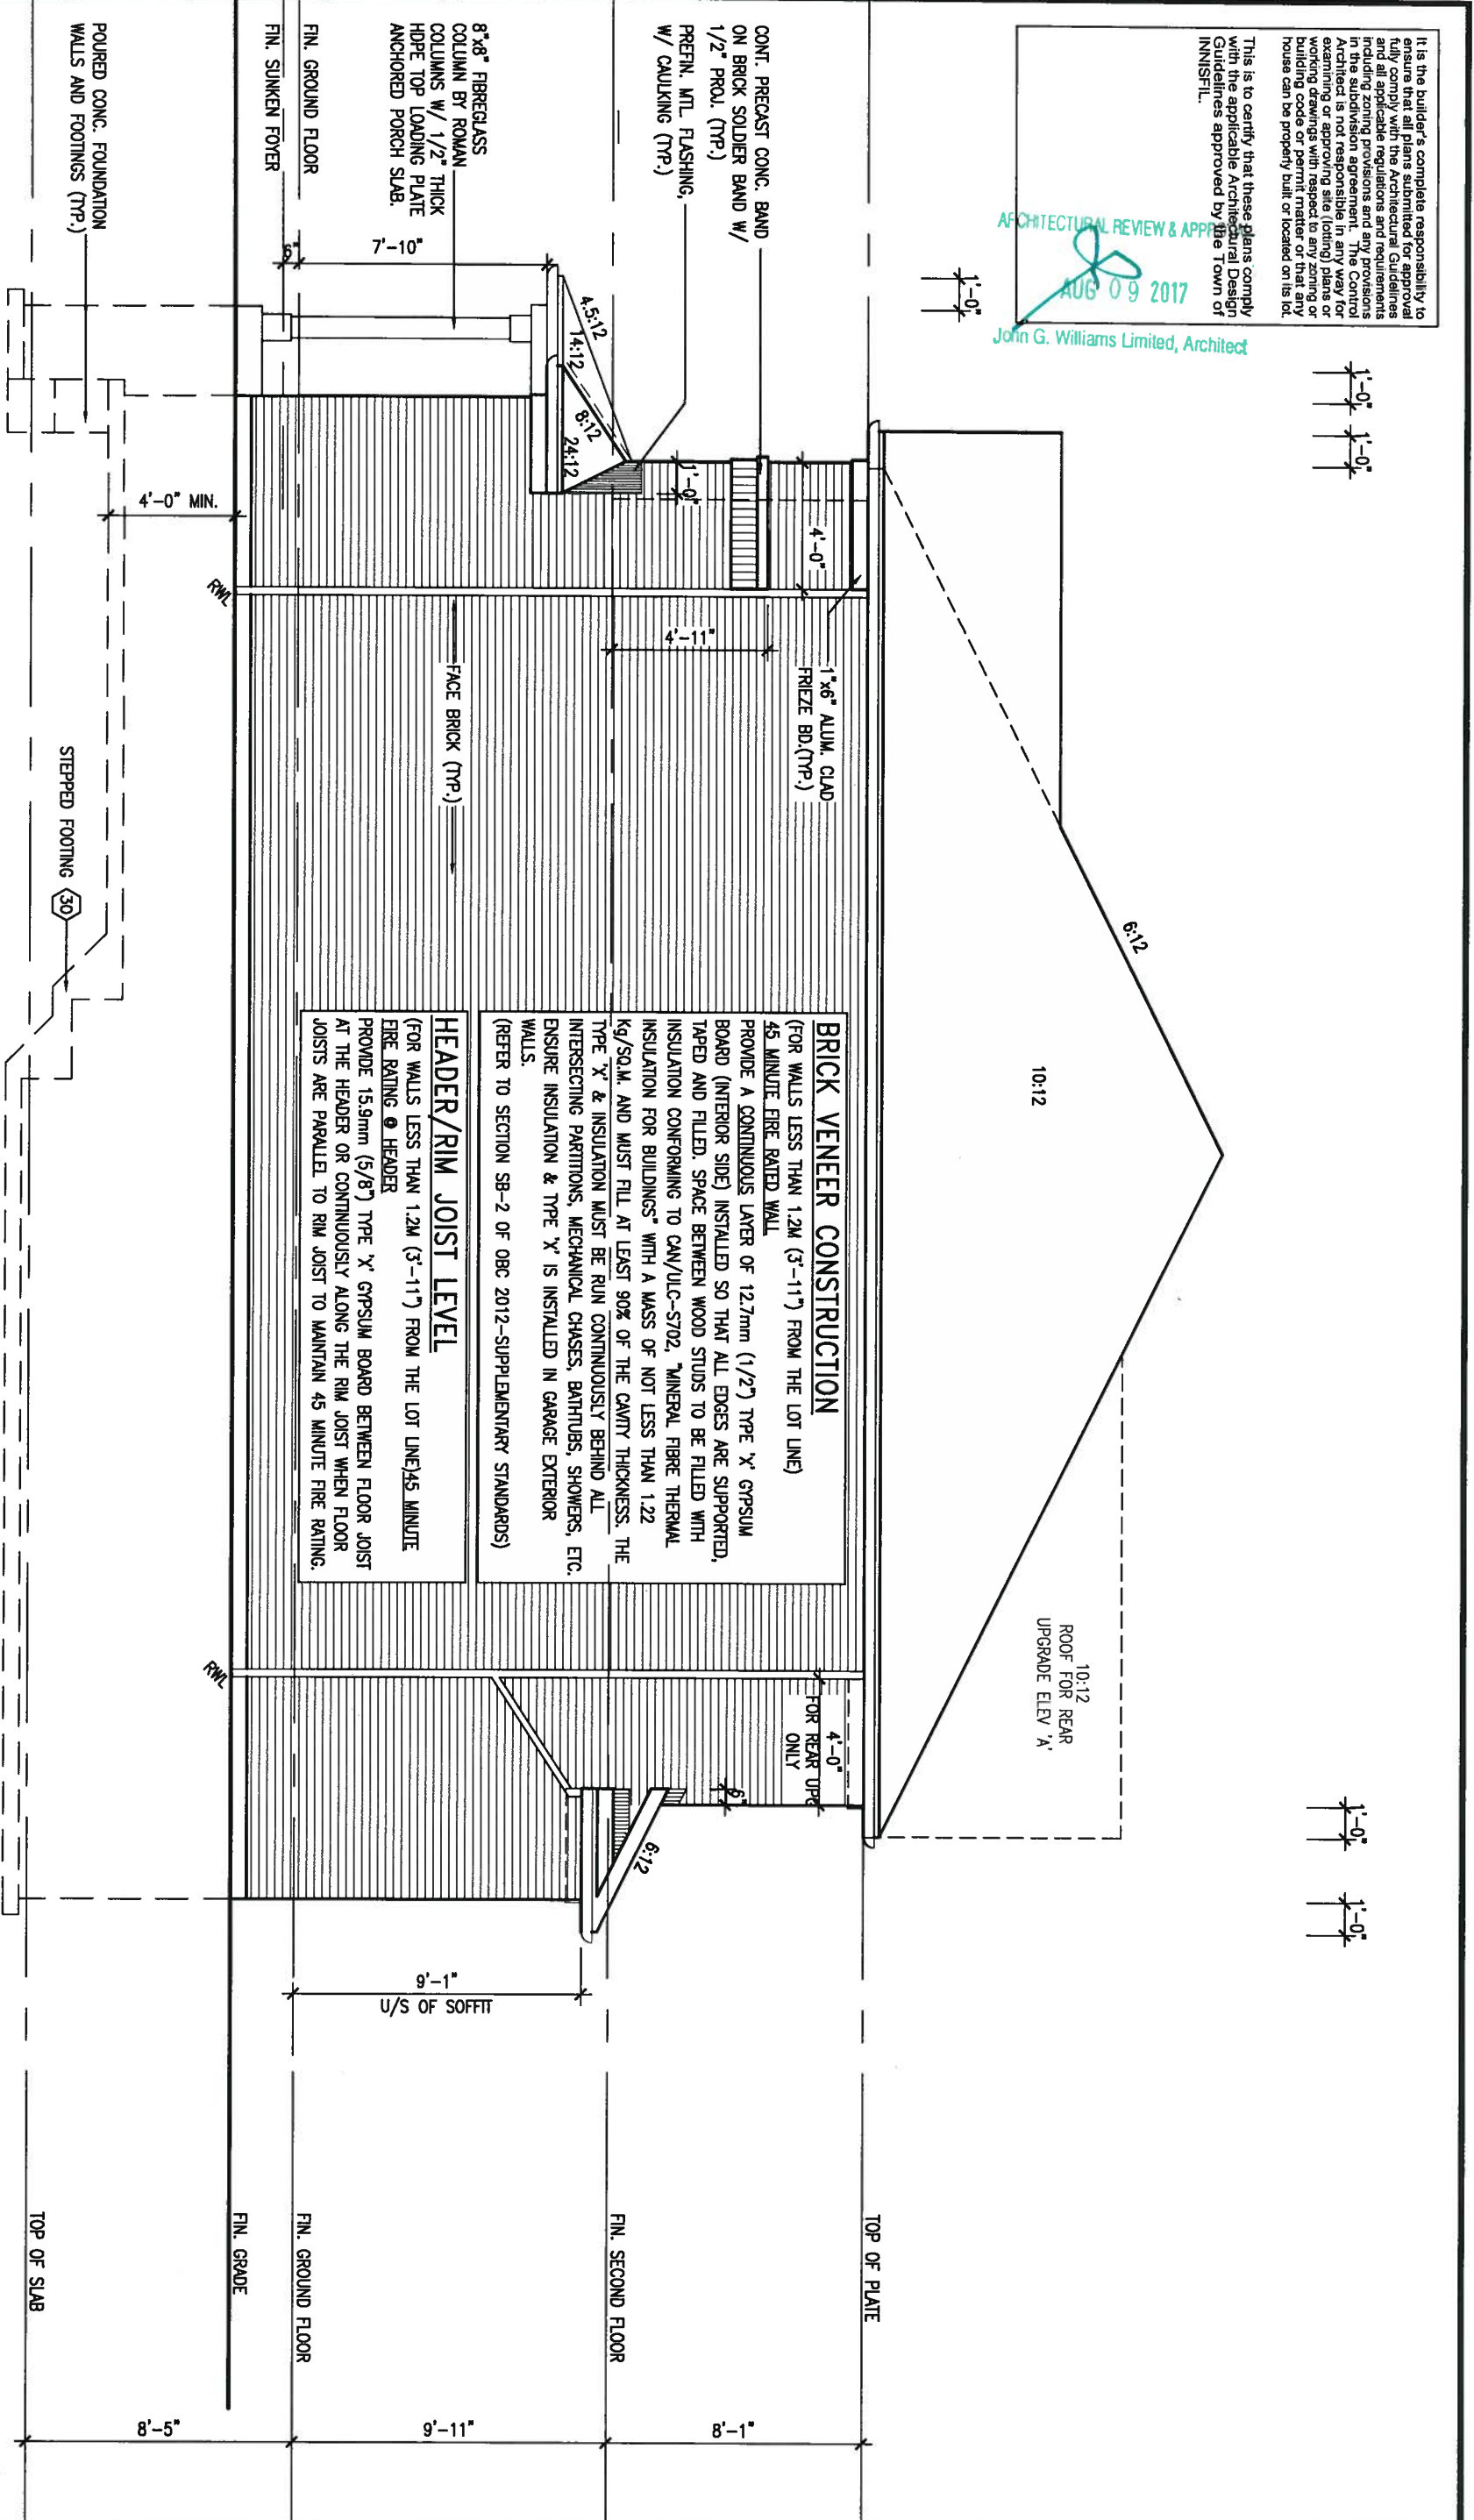 It is the builder's complete responsibility to
ensure that all plans submitted for approval
fully comply with the Architectural Guidelines
and all applicable regulations and requirements
including zoning provisions and any provisions
in the subdivision agreement. The Control
Architect is not responsible in any way for
examining or approving site (lotting) plans or
working drawings with respect to any zoning or
building code or permit matter or that any
house can be properly built or located on its lot.
This is to certify that these plans comply
with the applicable Architectural Design
Guidelines approved by the Town of
INNISFIL.
ARCHITECTURAL REVIEW &
AUG 09 2017
John G. Williams Limited, Architect
1'-0"
1'-0"
1'-0"
1'-0"
1'-0"
6:12
10:12
10:12
ROOF FOR REAR
UPGRADE ELEV 'A'
CONT. PRECAST CONC. BAND
ON BRICK SOLDIER BAND W/
1/2" PROJ. (TYP.)
PREFIN. MTL FLASHING,
W/ CAULKING (TYP.)
8"x8" FIBREGLASS
COLUMN BY ROMAN
COLUMNS W/ 1/2" THICK
HDPE TOP LOADING PLATE
ANCHORED PORCH SLAB.
FIN. GROUND FLOOR
FIN. SUNKEN FOYER
POURED CONC. FOUNDATION
WALLS AND FOOTINGS (TYP.)
6"
7'-10"
4.5:12
14:12
8:12
24:12
1'-0"
4'-0"
4'-11"
1"x6" ALUM. CLAD
FRIEZE BD.(TYP.)
FACE BRICK (TYP.)
4'-0" MIN.
RWL
STEPPED FOOTING 30
BRICK VENEER CONSTRUCTION
(FOR WALLS LESS THAN 1.2M (3'-11") FROM THE LOT LINE)
45 MINUTE FIRE RATED WALL
PROVIDE A CONTINUOUS LAYER OF 12.7mm (1/2") TYPE 'X' GYPSUM
BOARD (INTERIOR SIDE) INSTALLED SO THAT ALL EDGES ARE SUPPORTED,
TAPED AND FILLED. SPACE BETWEEN WOOD STUDS TO BE FILLED WITH
INSULATION CONFORMING TO CAN/ULC-S702, "MINERAL FIBRE THERMAL
INSULATION FOR BUILDINGS" WITH A MASS OF NOT LESS THAN 1.22
Kg/SQ.M. AND MUST FILL AT LEAST 90% OF THE CAVITY THICKNESS. THE
TYPE 'X' & INSULATION MUST BE RUN CONTINUOUSLY BEHIND ALL
INTERSECTING PARTITIONS, MECHANICAL CHASES, BATHTUBS, SHOWERS, ETC.
ENSURE INSULATION & TYPE 'X' IS INSTALLED IN GARAGE EXTERIOR
WALLS.
(REFER TO SECTION SB-2 OF OBC 2012-SUPPLEMENTARY STANDARDS)
HEADER/RIM JOIST LEVEL
(FOR WALLS LESS THAN 1.2M (3'-11") FROM THE LOT LINE)45 MINUTE
FIRE RATING @ HEADER
PROVIDE 15.9mm (5/8") TYPE 'X' GYPSUM BOARD BETWEEN FLOOR JOIST
AT THE HEADER OR CONTINUOUSLY ALONG THE RIM JOIST WHEN FLOOR
JOISTS ARE PARALLEL TO RIM JOIST TO MAINTAIN 45 MINUTE FIRE RATING.
RWL
4'-0"
FOR REAR UPG
ONLY
6"
6:12
9'-1"
U/S OF SOFFIT
TOP OF PLATE
FIN. SECOND FLOOR
FIN. GROUND FLOOR
FIN. GRADE
TOP OF SLAB
8'-1"
9'-11"
8'-5"